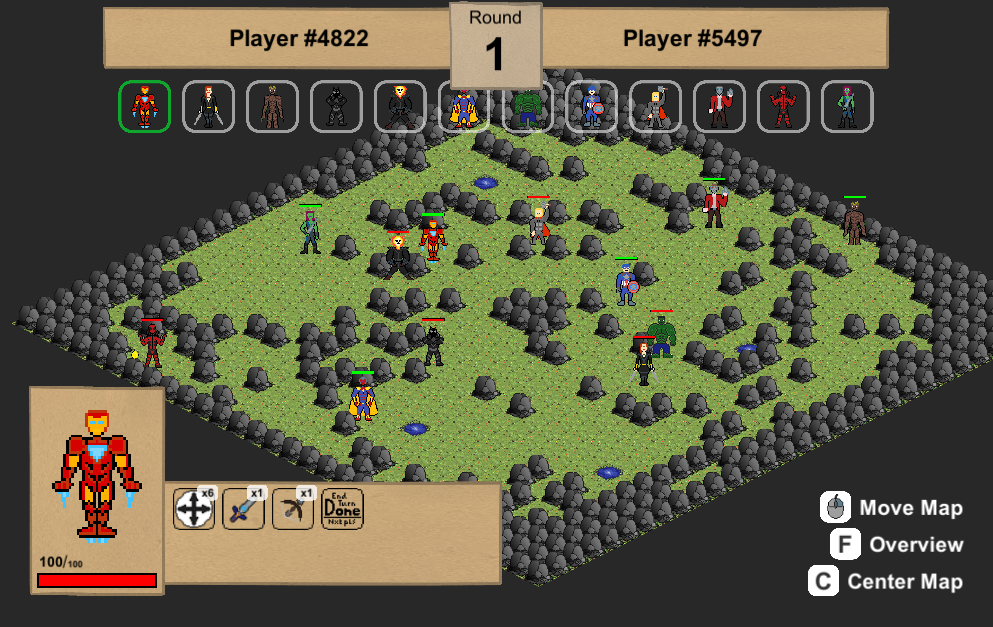 Player #4822
Round
1
Player #5497
x6
x1
x1
End
Turn
Done
Nxt pls
100/100
Move Map
F
Overview
C
Center Map